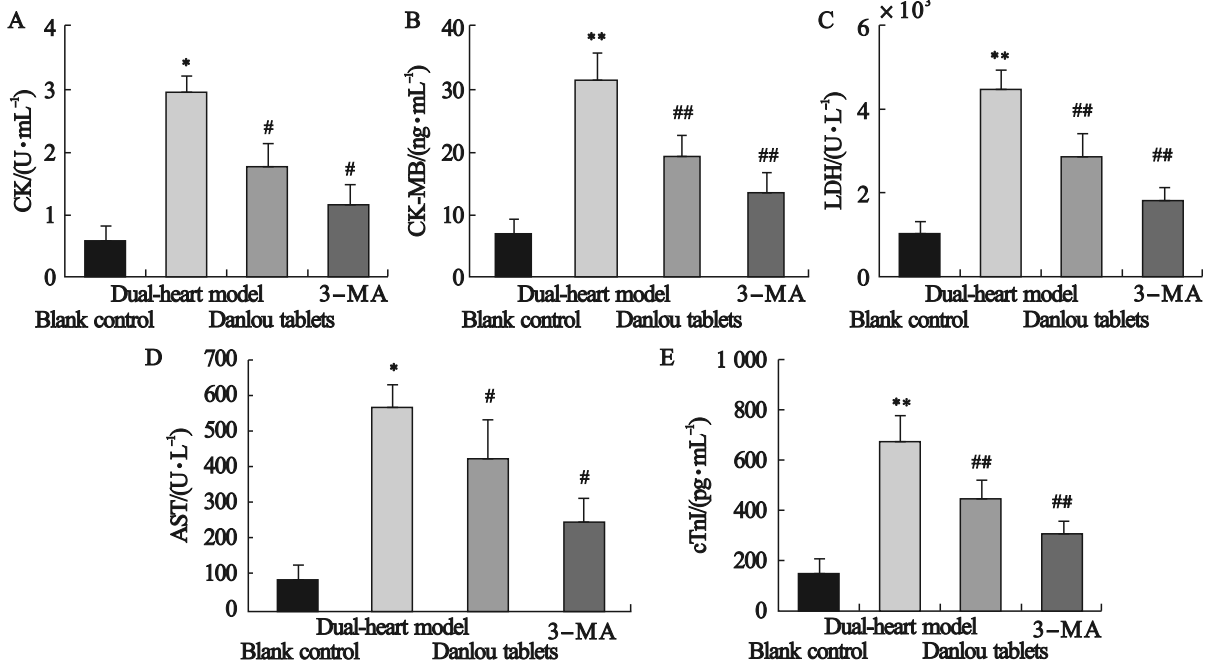 A
CK/(U·mL⁻¹)
4
3
2
1
0
*
#
#
Dual-heart model 3-MA
Blank control Danlou tablets
B
CK-MB/(ng·mL⁻¹)
40
30
20
10
0
**
##
##
Dual-heart model 3-MA
Blank control Danlou tablets
C
×10³
LDH/(U·L⁻¹)
6
4
2
0
**
##
##
Dual-heart model 3-MA
Blank control Danlou tablets
D
AST/(U·L⁻¹)
700
600
500
400
300
200
100
0
*
#
#
Dual-heart model 3-MA
Blank control Danlou tablets
E
cTnI/(pg·mL⁻¹)
1 000
800
600
400
200
0
**
##
##
Dual-heart model 3-MA
Blank control Danlou tablets